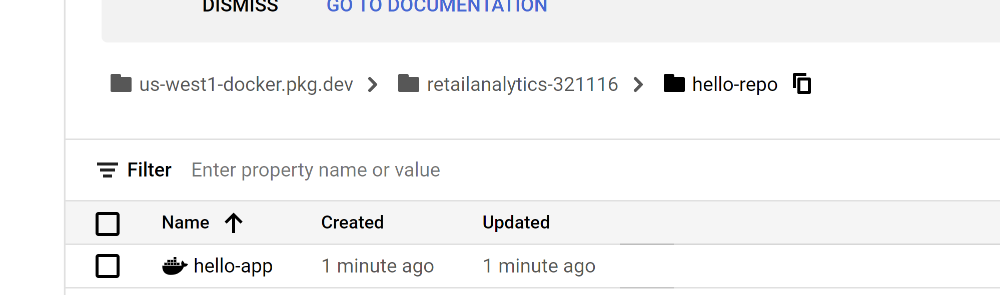 DISMISS GO TO DOCUMENTATION
us-west1-docker.pkg.dev retailanalytics-321116 hello-repo
Filter Enter property name or value
Name Created Updated
hello-app 1 minute ago 1 minute ago